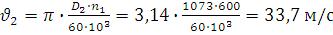 𝜗₂ = 𝜋 · D₂·n₁/60·10³ = 3,14 · 1073·600/60·10³ = 33,7 м/с